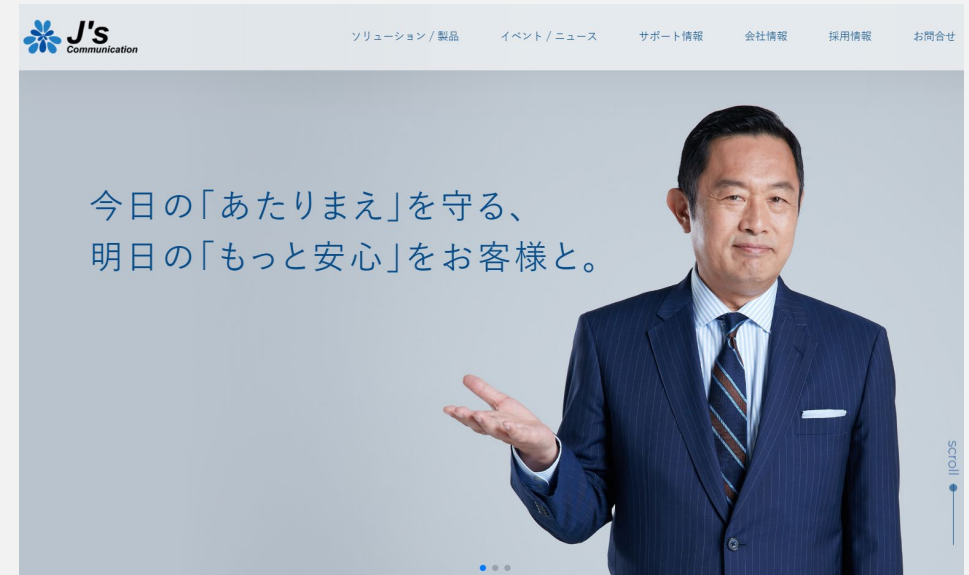 J's
Communication
ソリューション / 製品
イベント / ニュース
サポート情報
会社情報
採用情報
お問合せ
今日の「あたりまえ」を守る、
明日の「もっと安心」をお客様と。
scroll